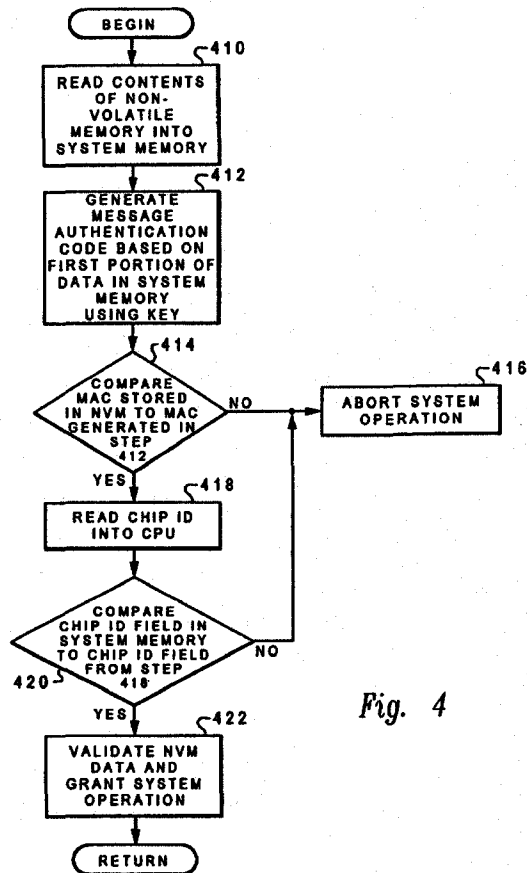 BEGIN
410
READ CONTENTS
OF NON-
VOLATILE
MEMORY INTO
SYSTEM MEMORY
412
GENERATE
MESSAGE
AUTHENTICATION
CODE BASED ON
FIRST PORTION OF
DATA IN SYSTEM
MEMORY
USING KEY
414
COMPARE
MAC STORED
IN NVM TO MAC
GENERATED IN
STEP
412
NO
416
ABORT SYSTEM
OPERATION
YES
418
READ CHIP ID
INTO CPU
COMPARE
CHIP ID FIELD IN
SYSTEM MEMORY
TO CHIP ID FIELD
FROM STEP
418
420
NO
YES
422
VALIDATE NVM
DATA AND
GRANT SYSTEM
OPERATION
RETURN
Fig. 4